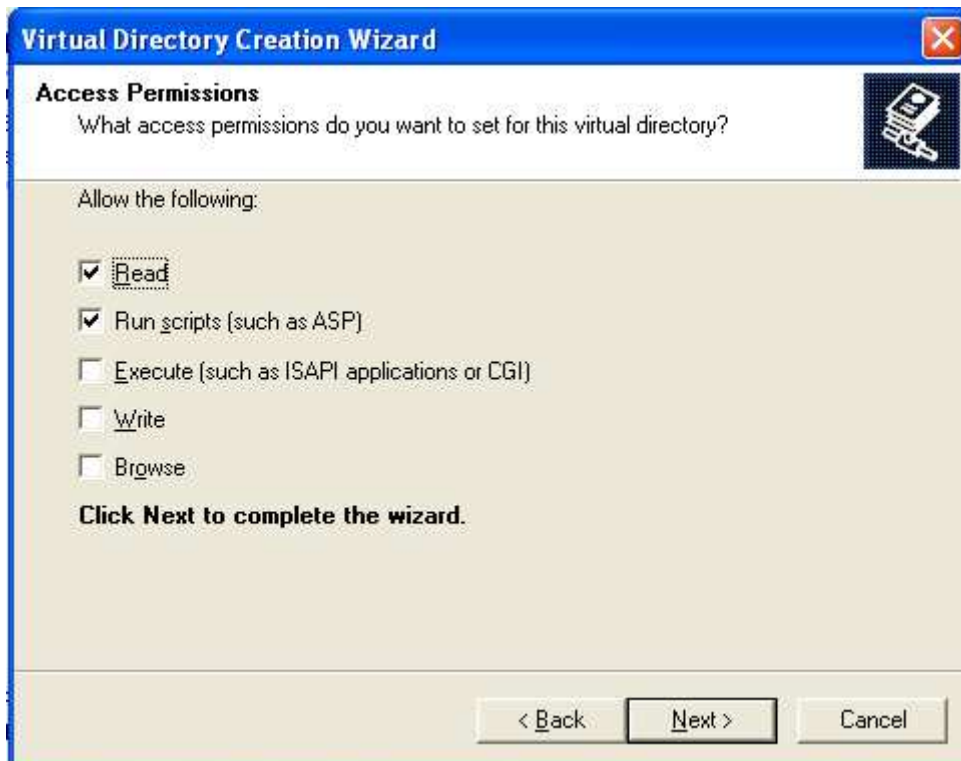 Virtual Directory Creation Wizard
Access Permissions
What access permissions do you want to set for this virtual directory?
Allow the following:
Read
Run scripts (such as ASP)
Execute (such as ISAPI applications or CGI)
Write
Browse
Click Next to complete the wizard.
< Back Next > Cancel